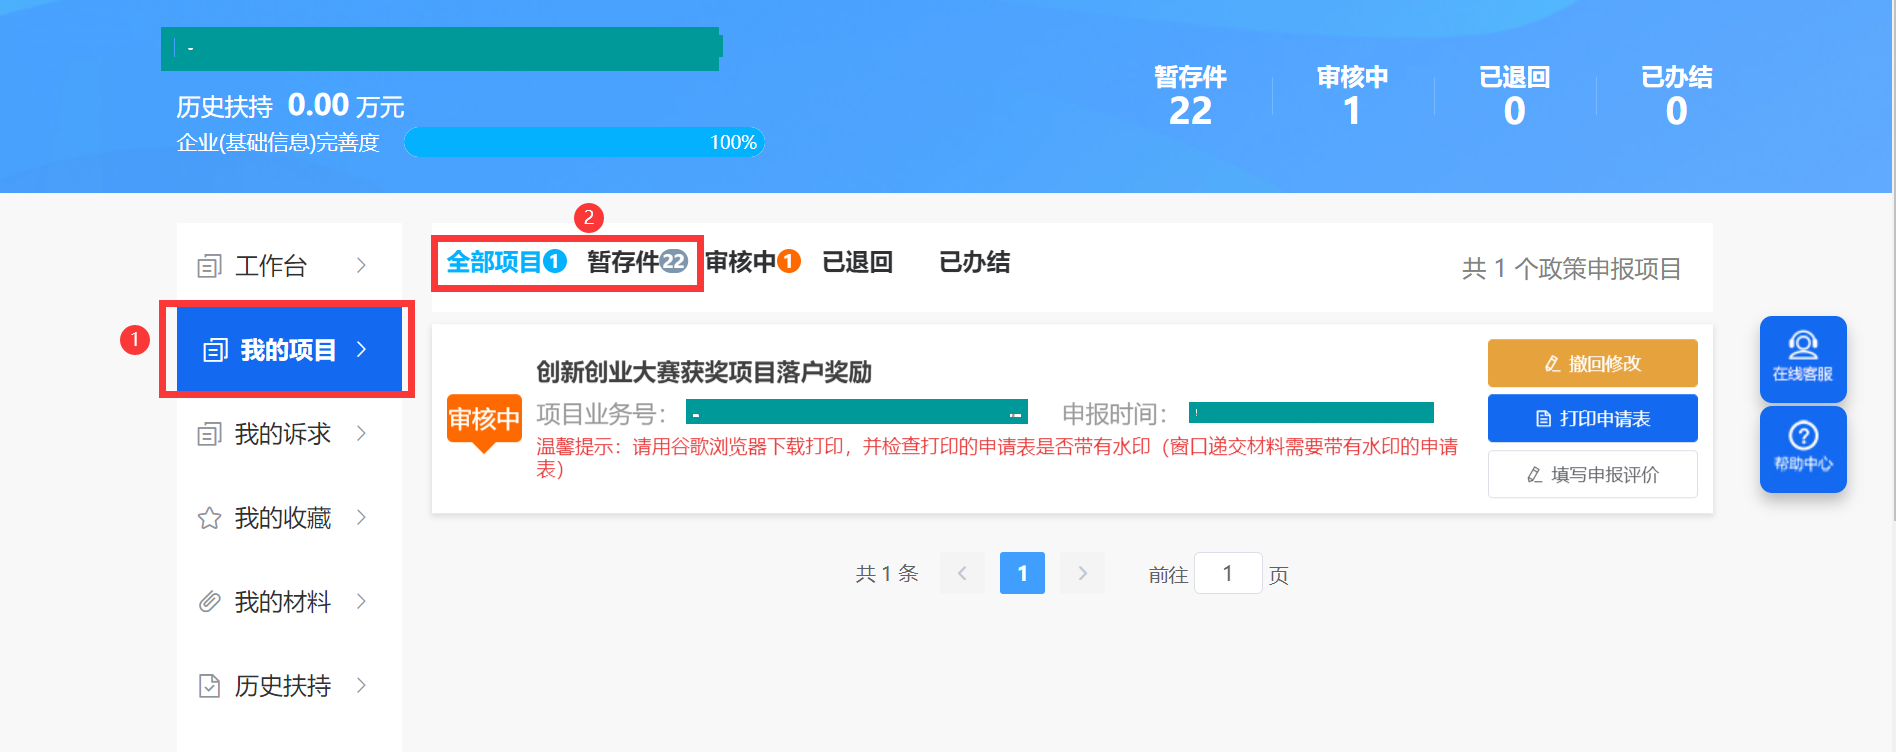 历史扶持 0.00 万元
企业(基础信息)完善度 100%
暂存件 审核中 已退回 已办结
22 1 0 0
2
全部项目1 暂存件22 审核中1 已退回 已办结
共 1 个政策申报项目
工作台
1
我的项目
我的诉求
我的收藏
我的材料
历史扶持
创新创业大赛获奖项目落户奖励
审核中
项目业务号： 申报时间：
温馨提示：请用谷歌浏览器下载打印，并检查打印的申请表是否带有水印（窗口递交材料需要带有水印的申请
表）
撤回修改
打印申请表
填写申报评价
共 1 条 1 前往 1 页
在线客服
帮助中心